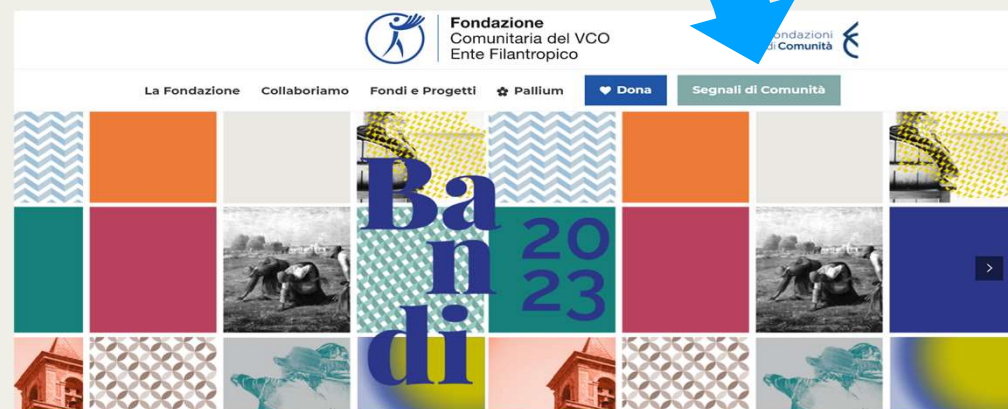 Fondazione
Comunitaria del VCO
Ente Filantropico
ondazioni
di Comunità
La Fondazione Collaboriamo Fondi e Progetti Pallium Dona Segnali di Comunità
Ba
n
di
20
23